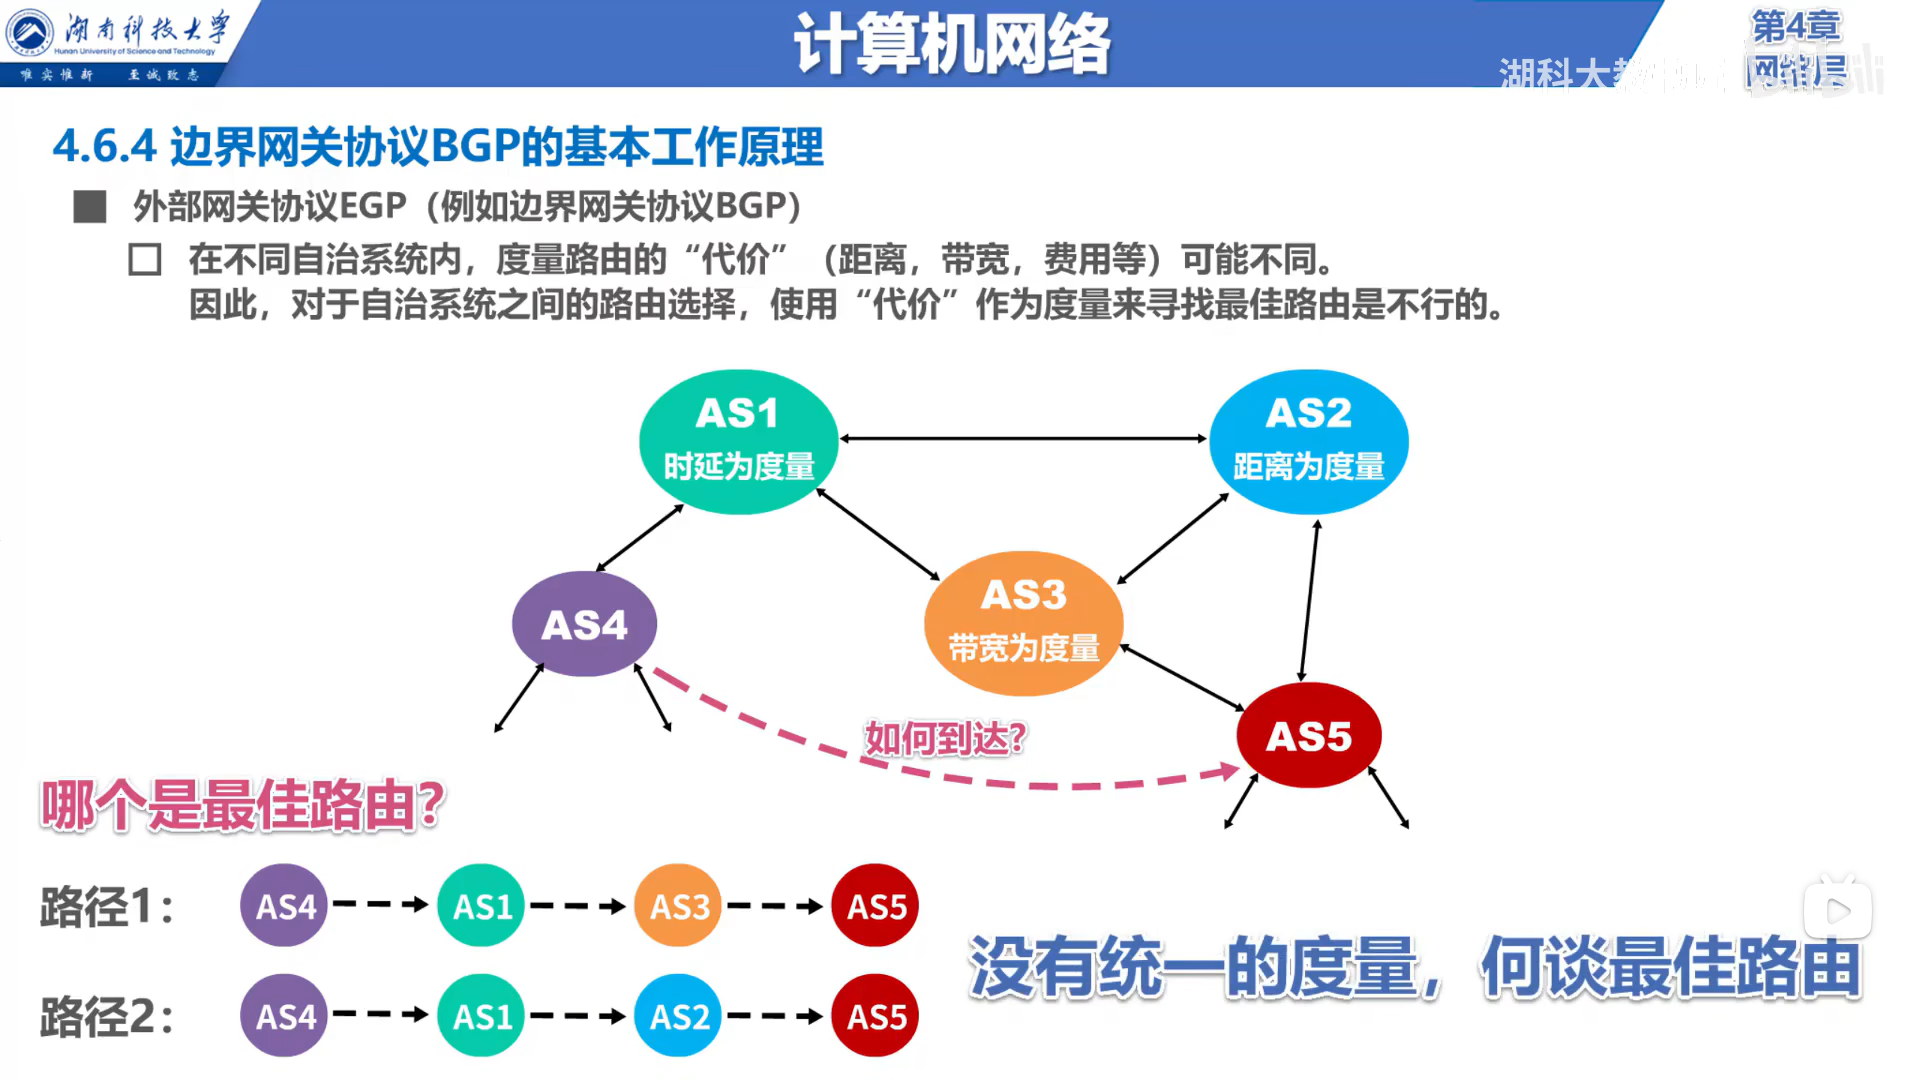 湖南科技大学
Hunan University of Science and Technology
唯实惟新 至诚致志
计算机网络
第4章
网络层
湖科大教书匠
4.6.4 边界网关协议BGP的基本工作原理
外部网关协议EGP（例如边界网关协议BGP）
在不同自治系统内，度量路由的“代价”（距离，带宽，费用等）可能不同。
因此，对于自治系统之间的路由选择，使用“代价”作为度量来寻找最佳路由是不行的。
AS1
时延为度量
AS2
距离为度量
AS3
带宽为度量
AS4
AS5
如何到达？
哪个是最佳路由？
路径1： AS4 AS1 AS3 AS5
路径2： AS4 AS1 AS2 AS5
没有统一的度量，何谈最佳路由